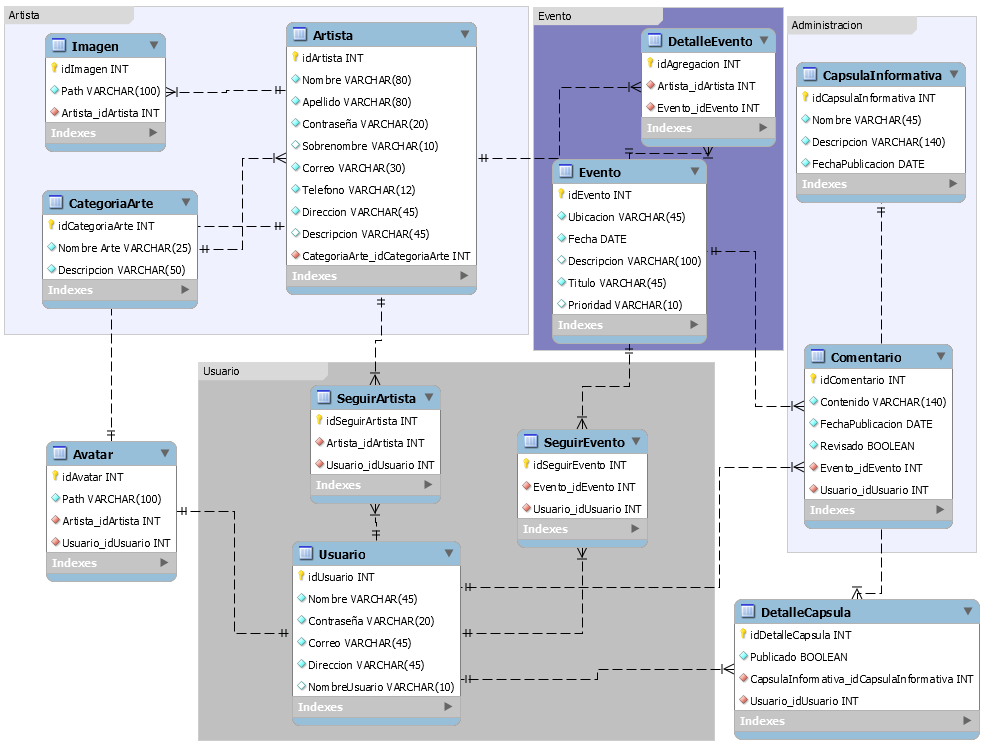 Artista
Imagen
idImagen INT
Path VARCHAR(100)
Artista_idArtista INT
Indexes
CategoriaArte
idCategoriaArte INT
Nombre Arte VARCHAR(25)
Descripcion VARCHAR(50)
Indexes
Artista
idArtista INT
Nombre VARCHAR(80)
Apellido VARCHAR(80)
Contraseña VARCHAR(20)
Sobrenombre VARCHAR(10)
Correo VARCHAR(30)
Telefono VARCHAR(12)
Direccion VARCHAR(45)
Descripcion VARCHAR(45)
CategoriaArte_idCategoriaArte INT
Indexes
Evento
DetalleEvento
idAgregacion INT
Artista_idArtista INT
Evento_idEvento INT
Indexes
Evento
idEvento INT
Ubicacion VARCHAR(45)
Fecha DATE
Descripcion VARCHAR(100)
Titulo VARCHAR(45)
Prioridad VARCHAR(10)
Indexes
Administracion
CapsulaInformativa
idCapsulaInformativa INT
Nombre VARCHAR(45)
Descripcion VARCHAR(140)
FechaPublicacion DATE
Indexes
Comentario
idComentario INT
Contenido VARCHAR(140)
FechaPublicacion DATE
Revisado BOOLEAN
Evento_idEvento INT
Usuario_idUsuario INT
Indexes
Usuario
SeguirArtista
idSeguirArtista INT
Artista_idArtista INT
Usuario_idUsuario INT
Indexes
SeguirEvento
idSeguirEvento INT
Evento_idEvento INT
Usuario_idUsuario INT
Indexes
Avatar
idAvatar INT
Path VARCHAR(100)
Artista_idArtista INT
Usuario_idUsuario INT
Indexes
Usuario
idUsuario INT
Nombre VARCHAR(45)
Contraseña VARCHAR(20)
Correo VARCHAR(45)
Direccion VARCHAR(45)
NombreUsuario VARCHAR(10)
Indexes
DetalleCapsula
idDetalleCapsula INT
Publicado BOOLEAN
CapsulaInformativa_idCapsulaInformativa INT
Usuario_idUsuario INT
Indexes